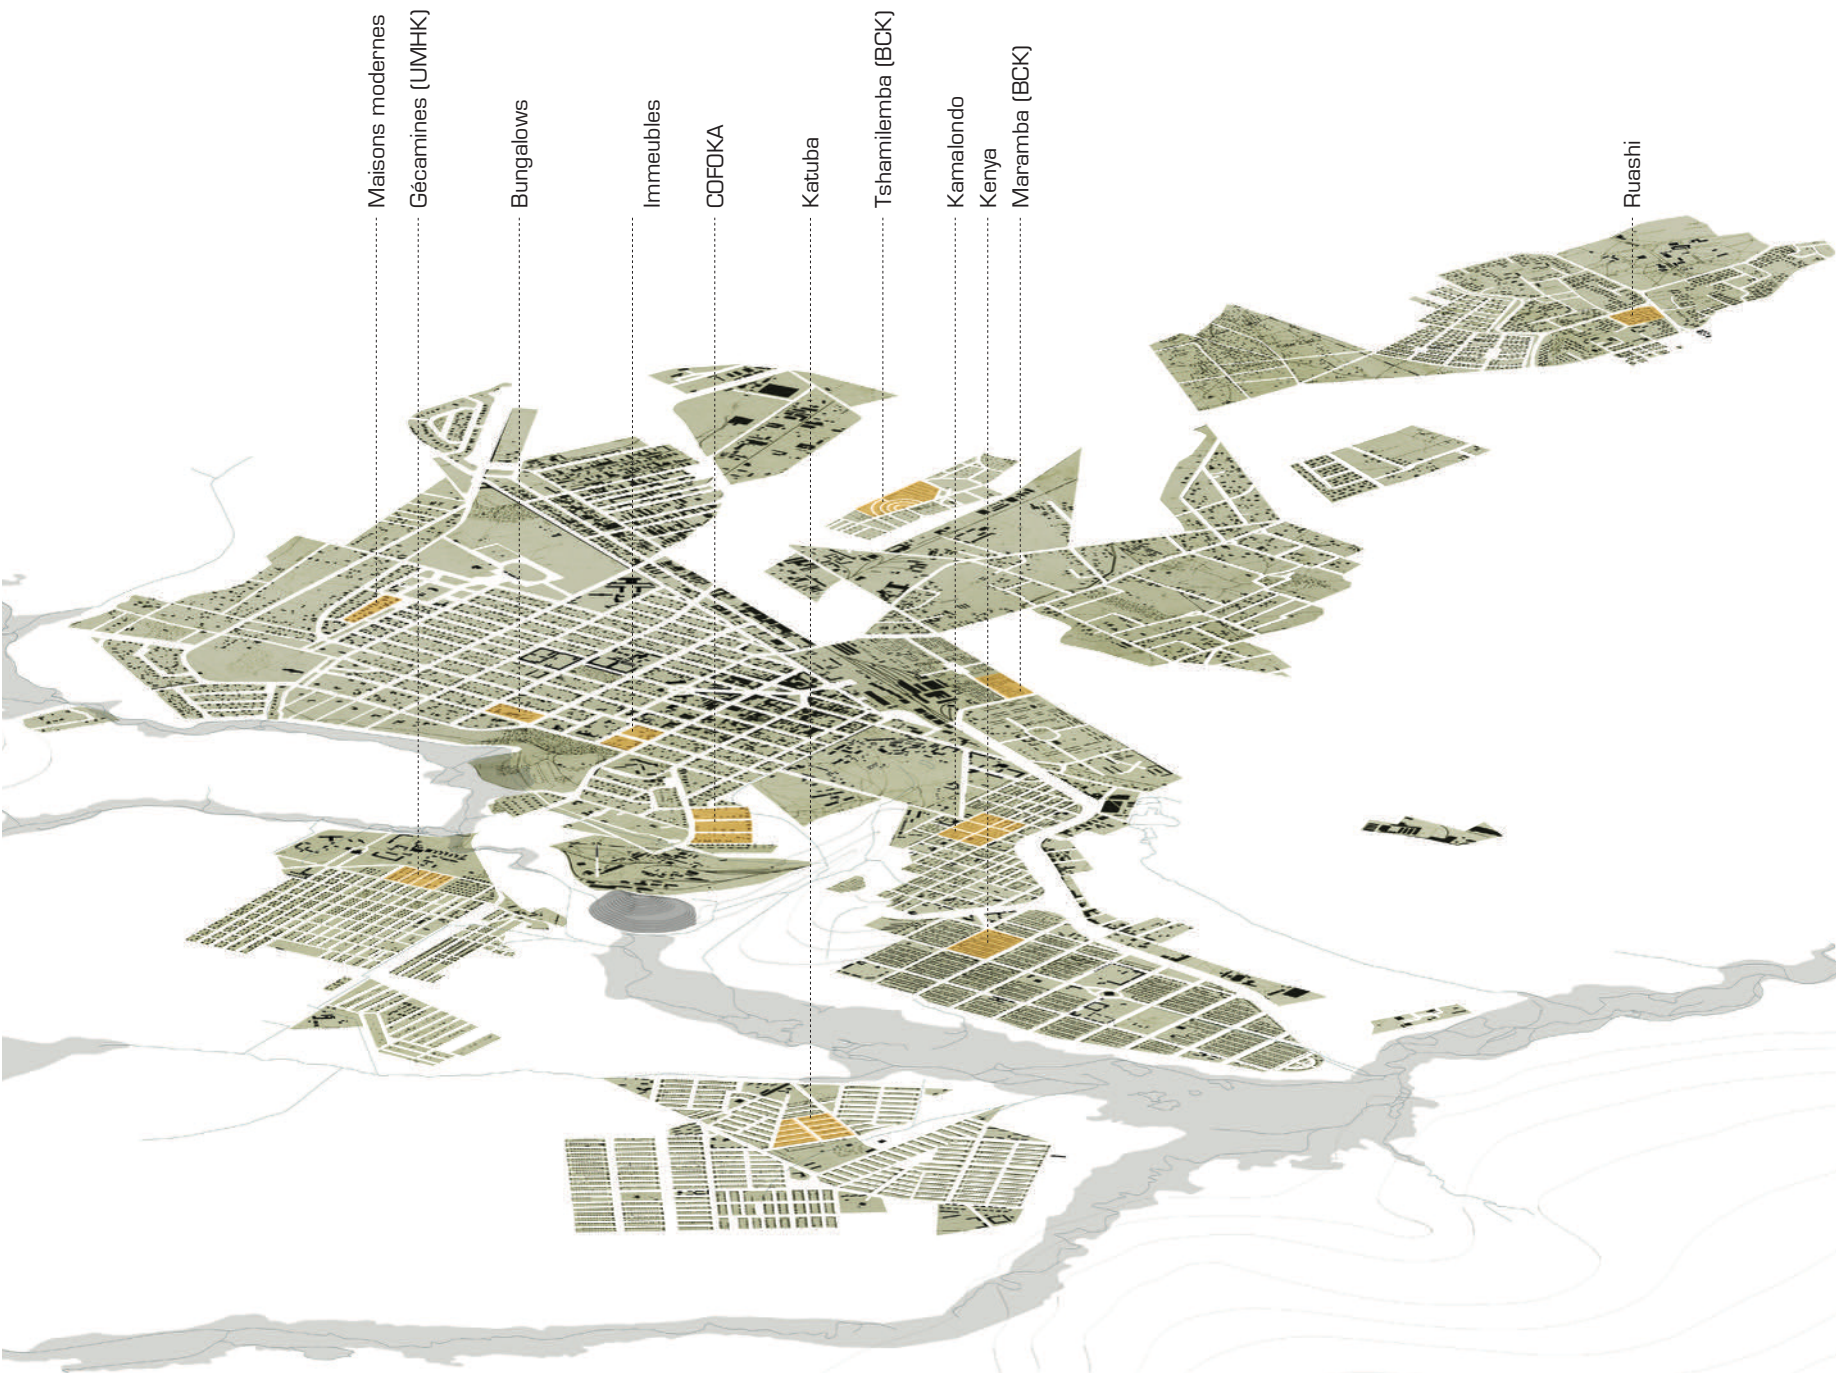 Maisons modernes
Gécamines (UMHK)
Bungalows
Immeubles
COFOKA
Katuba
Tshamilemba (BCK)
Kamalondo
Kenya
Maramba (BCK)
Ruashi